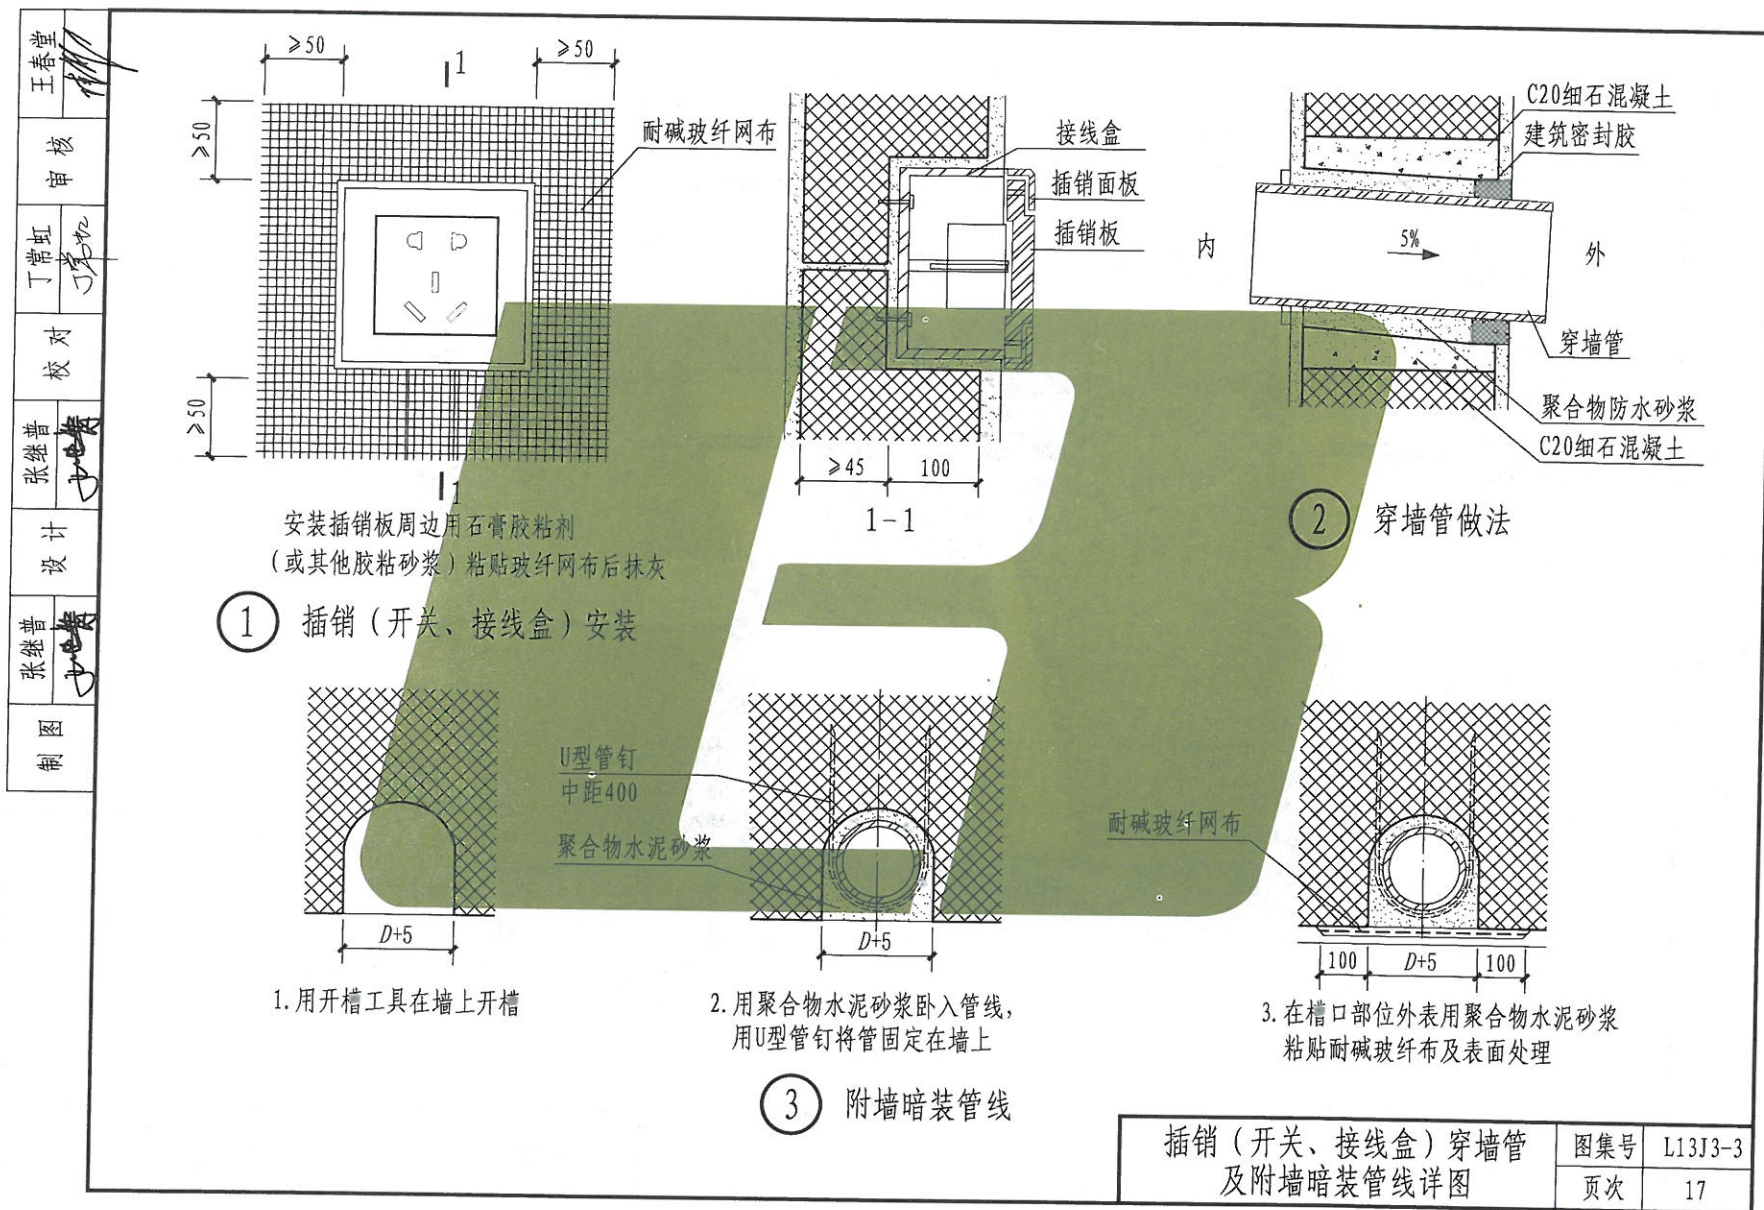 王春堂
审核
丁常虹
校对
张继普
设计
张继普
制图
≥50
1
≥50
≥50
耐碱玻纤网布
≥50
1
安装插销板周边用石膏胶粘剂
(或其他胶粘砂浆)粘贴玻纤网布后抹灰
1 插销(开关、接线盒)安装
接线盒
插销面板
插销板
≥45
100
1-1
C20细石混凝土
建筑密封胶
内
5%
外
穿墙管
聚合物防水砂浆
C20细石混凝土
2 穿墙管做法
D+5
1.用开槽工具在墙上开槽
U型管钉
中距400
聚合物水泥砂浆
D+5
2.用聚合物水泥砂浆卧入管线,
用U型管钉将管固定在墙上
耐碱玻纤网布
100
D+5
100
3.在槽口部位外表用聚合物水泥砂浆
粘贴耐碱玻纤布及表面处理
3 附墙暗装管线
插销(开关、接线盒)穿墙管
及附墙暗装管线详图
图集号 L13J3-3
页次 17